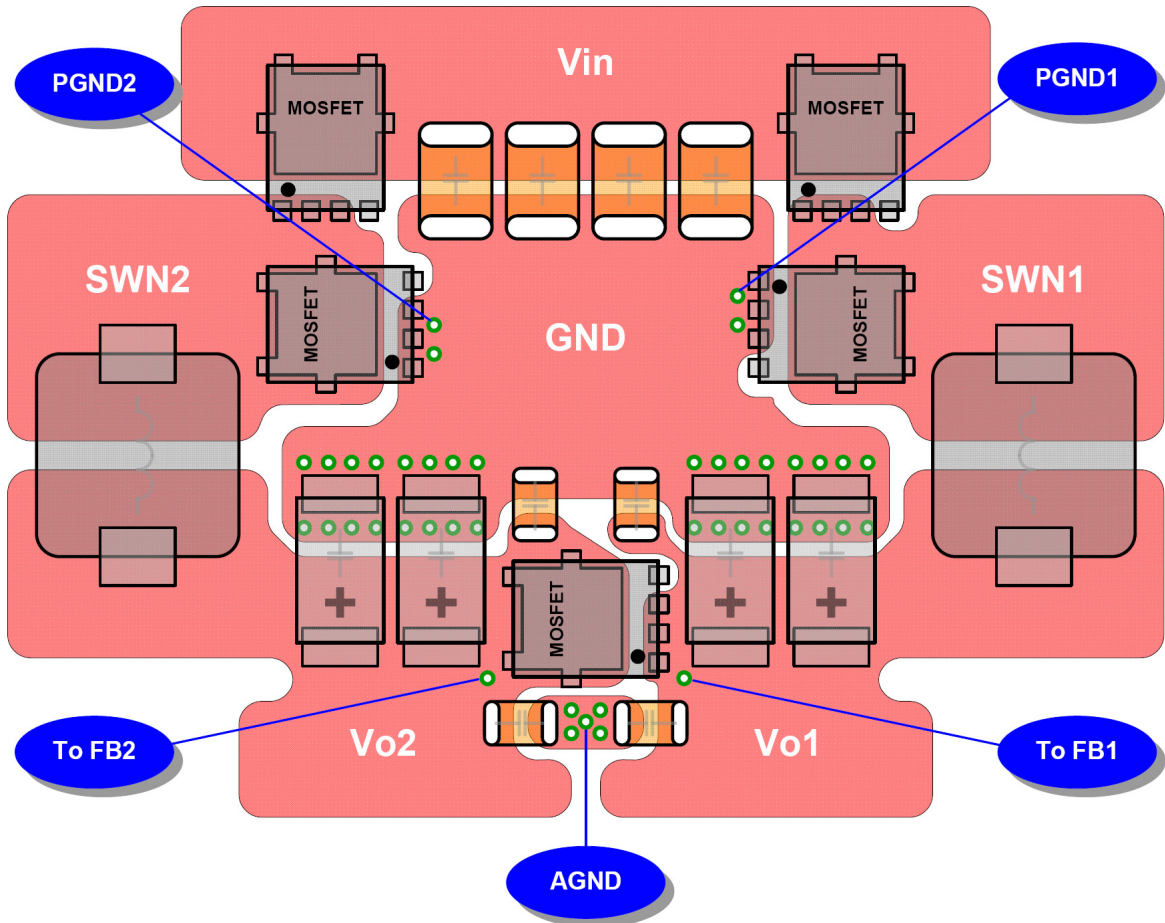 Vin
PGND2
PGND1
MOSFET
MOSFET
SWN2
SWN1
MOSFET
GND
MOSFET
+
+
MOSFET
+
+
To FB2
Vo2
Vo1
To FB1
AGND